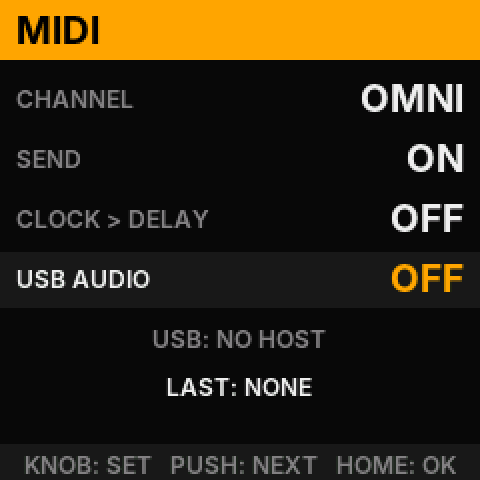 MIDI
CHANNEL OMNI
SEND ON
CLOCK > DELAY OFF
USB AUDIO OFF
USB: NO HOST
LAST: NONE
KNOB: SET PUSH: NEXT HOME: OK